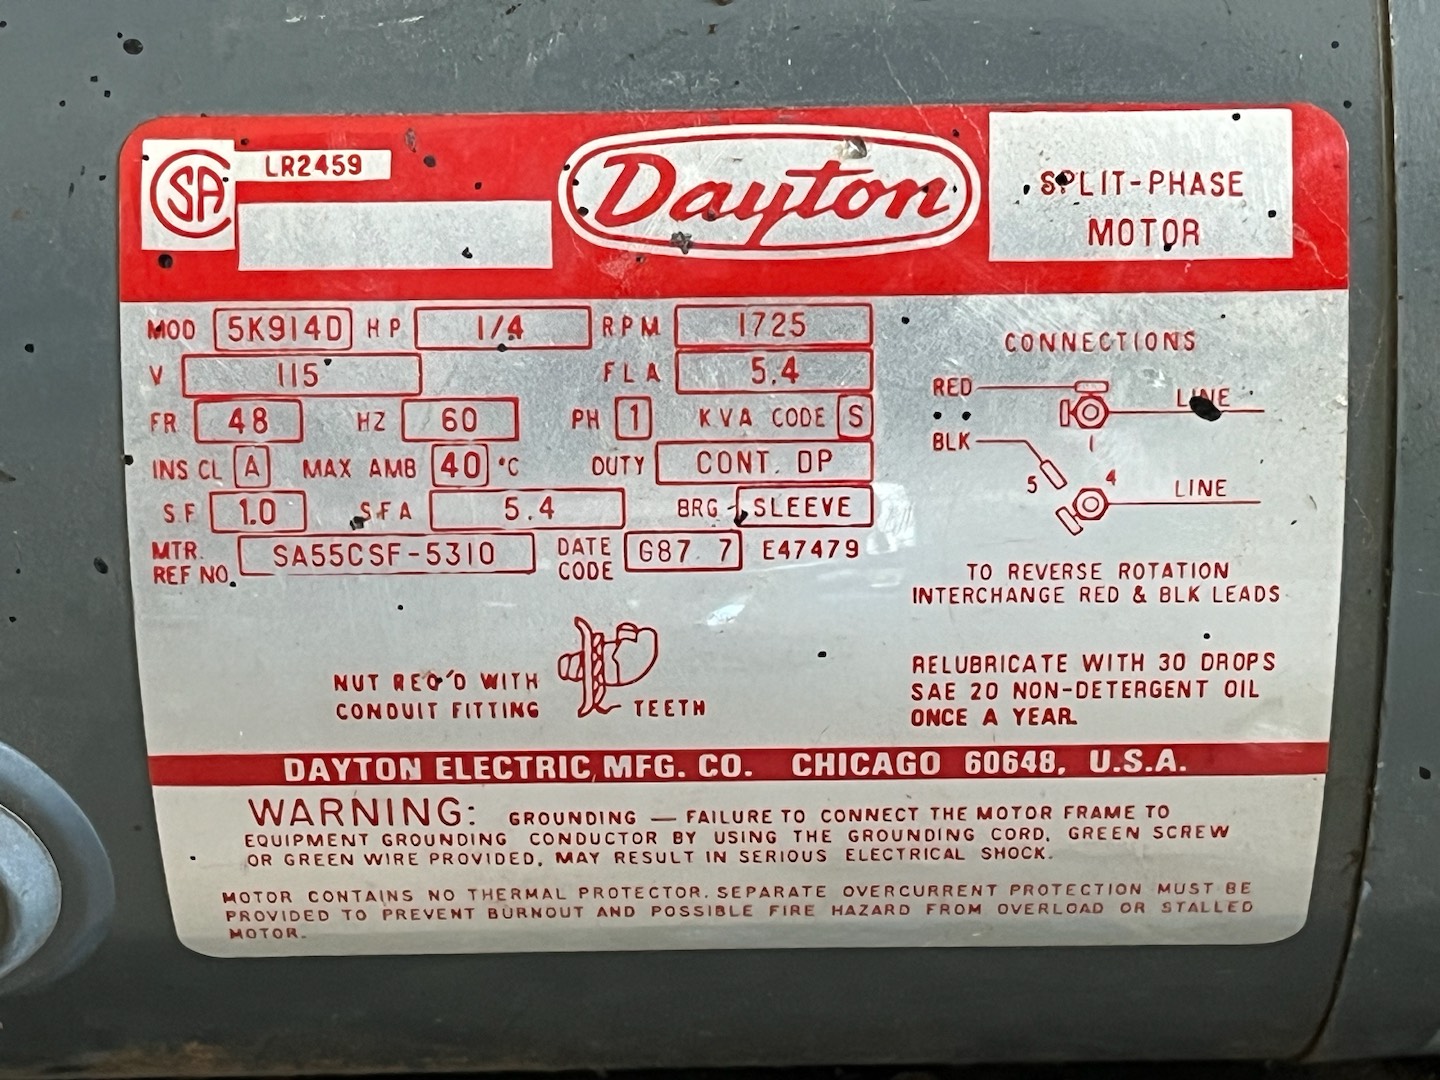 SA
LR2459
Dayton
SPLIT-PHASE
MOTOR
MOD 5K914D HP 1/4 RPM 1725
V 115 FLA 5.4
FR 48 HZ 60 PH 1 KVA CODE S
INS CL A MAX AMB 40 °C DUTY CONT. DP
S.F 1.0 SFA 5.4 BRG SLEEVE
MTR.
REF NO. SA55CSF-5310 DATE
CODE G87 7 E47479
NUT REQ'D WITH
CONDUIT FITTING
TEETH
CONNECTIONS
RED LINE
BLK 1
5 4 LINE
TO REVERSE ROTATION
INTERCHANGE RED & BLK LEADS
RELUBRICATE WITH 30 DROPS
SAE 20 NON-DETERGENT OIL
ONCE A YEAR.
DAYTON ELECTRIC MFG. CO. CHICAGO 60648, U.S.A.
WARNING: GROUNDING — FAILURE TO CONNECT THE MOTOR FRAME TO
EQUIPMENT GROUNDING CONDUCTOR BY USING THE GROUNDING CORD, GREEN SCREW
OR GREEN WIRE PROVIDED, MAY RESULT IN SERIOUS ELECTRICAL SHOCK.
MOTOR CONTAINS NO THERMAL PROTECTOR. SEPARATE OVERCURRENT PROTECTION MUST BE
PROVIDED TO PREVENT BURNOUT AND POSSIBLE FIRE HAZARD FROM OVERLOAD OR STALLED
MOTOR.